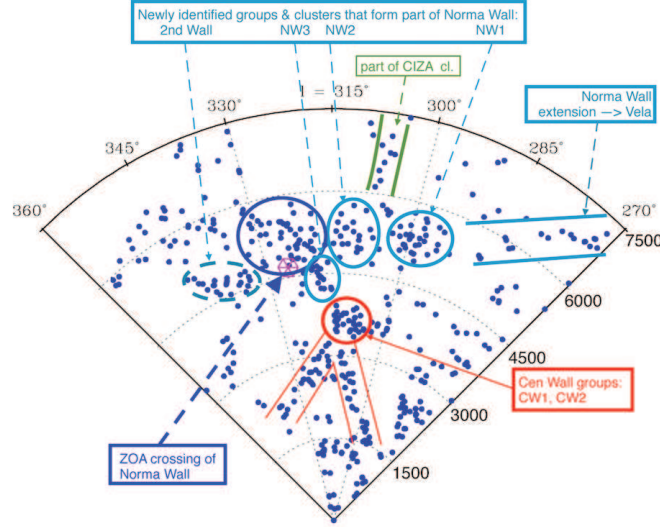 Newly identified groups & clusters that form part of Norma Wall:
2nd Wall NW3 NW2 NW1
part of CIZA cl.
l = 315°
330° 300°
Norma Wall
extension —> Vela
345° 285°
360° 270°
7500
6000
4500
Cen Wall groups:
CW1, CW2
3000
ZOA crossing of
Norma Wall
1500